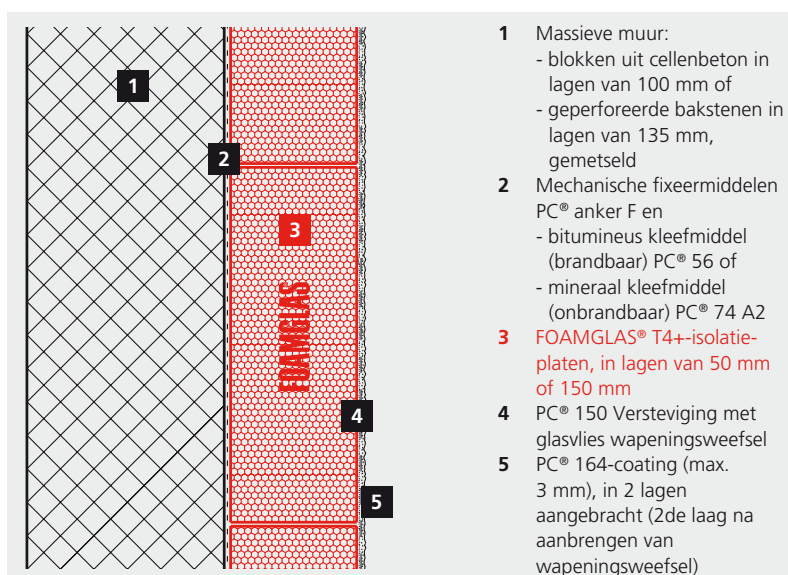 1 Massieve muur:
- blokken uit cellenbeton in
lagen van 100 mm of
- geperforeerde bakstenen in
lagen van 135 mm,
gemetseld
2 Mechanische fixeermiddelen
PC® anker F en
- bitumineus kleefmiddel
(brandbaar) PC® 56 of
- mineraal kleefmiddel
(onbrandbaar) PC® 74 A2
3 FOAMGLAS® T4+-isolatie-
platen, in lagen van 50 mm
of 150 mm
4 PC® 150 Versteviging met
glasvlies wapeningsweefsel
5 PC® 164-coating (max.
3 mm), in 2 lagen
aangebracht (2de laag na
aanbrengen van
wapeningsweefsel)
1
2
3
FOAMGLAS
4
5